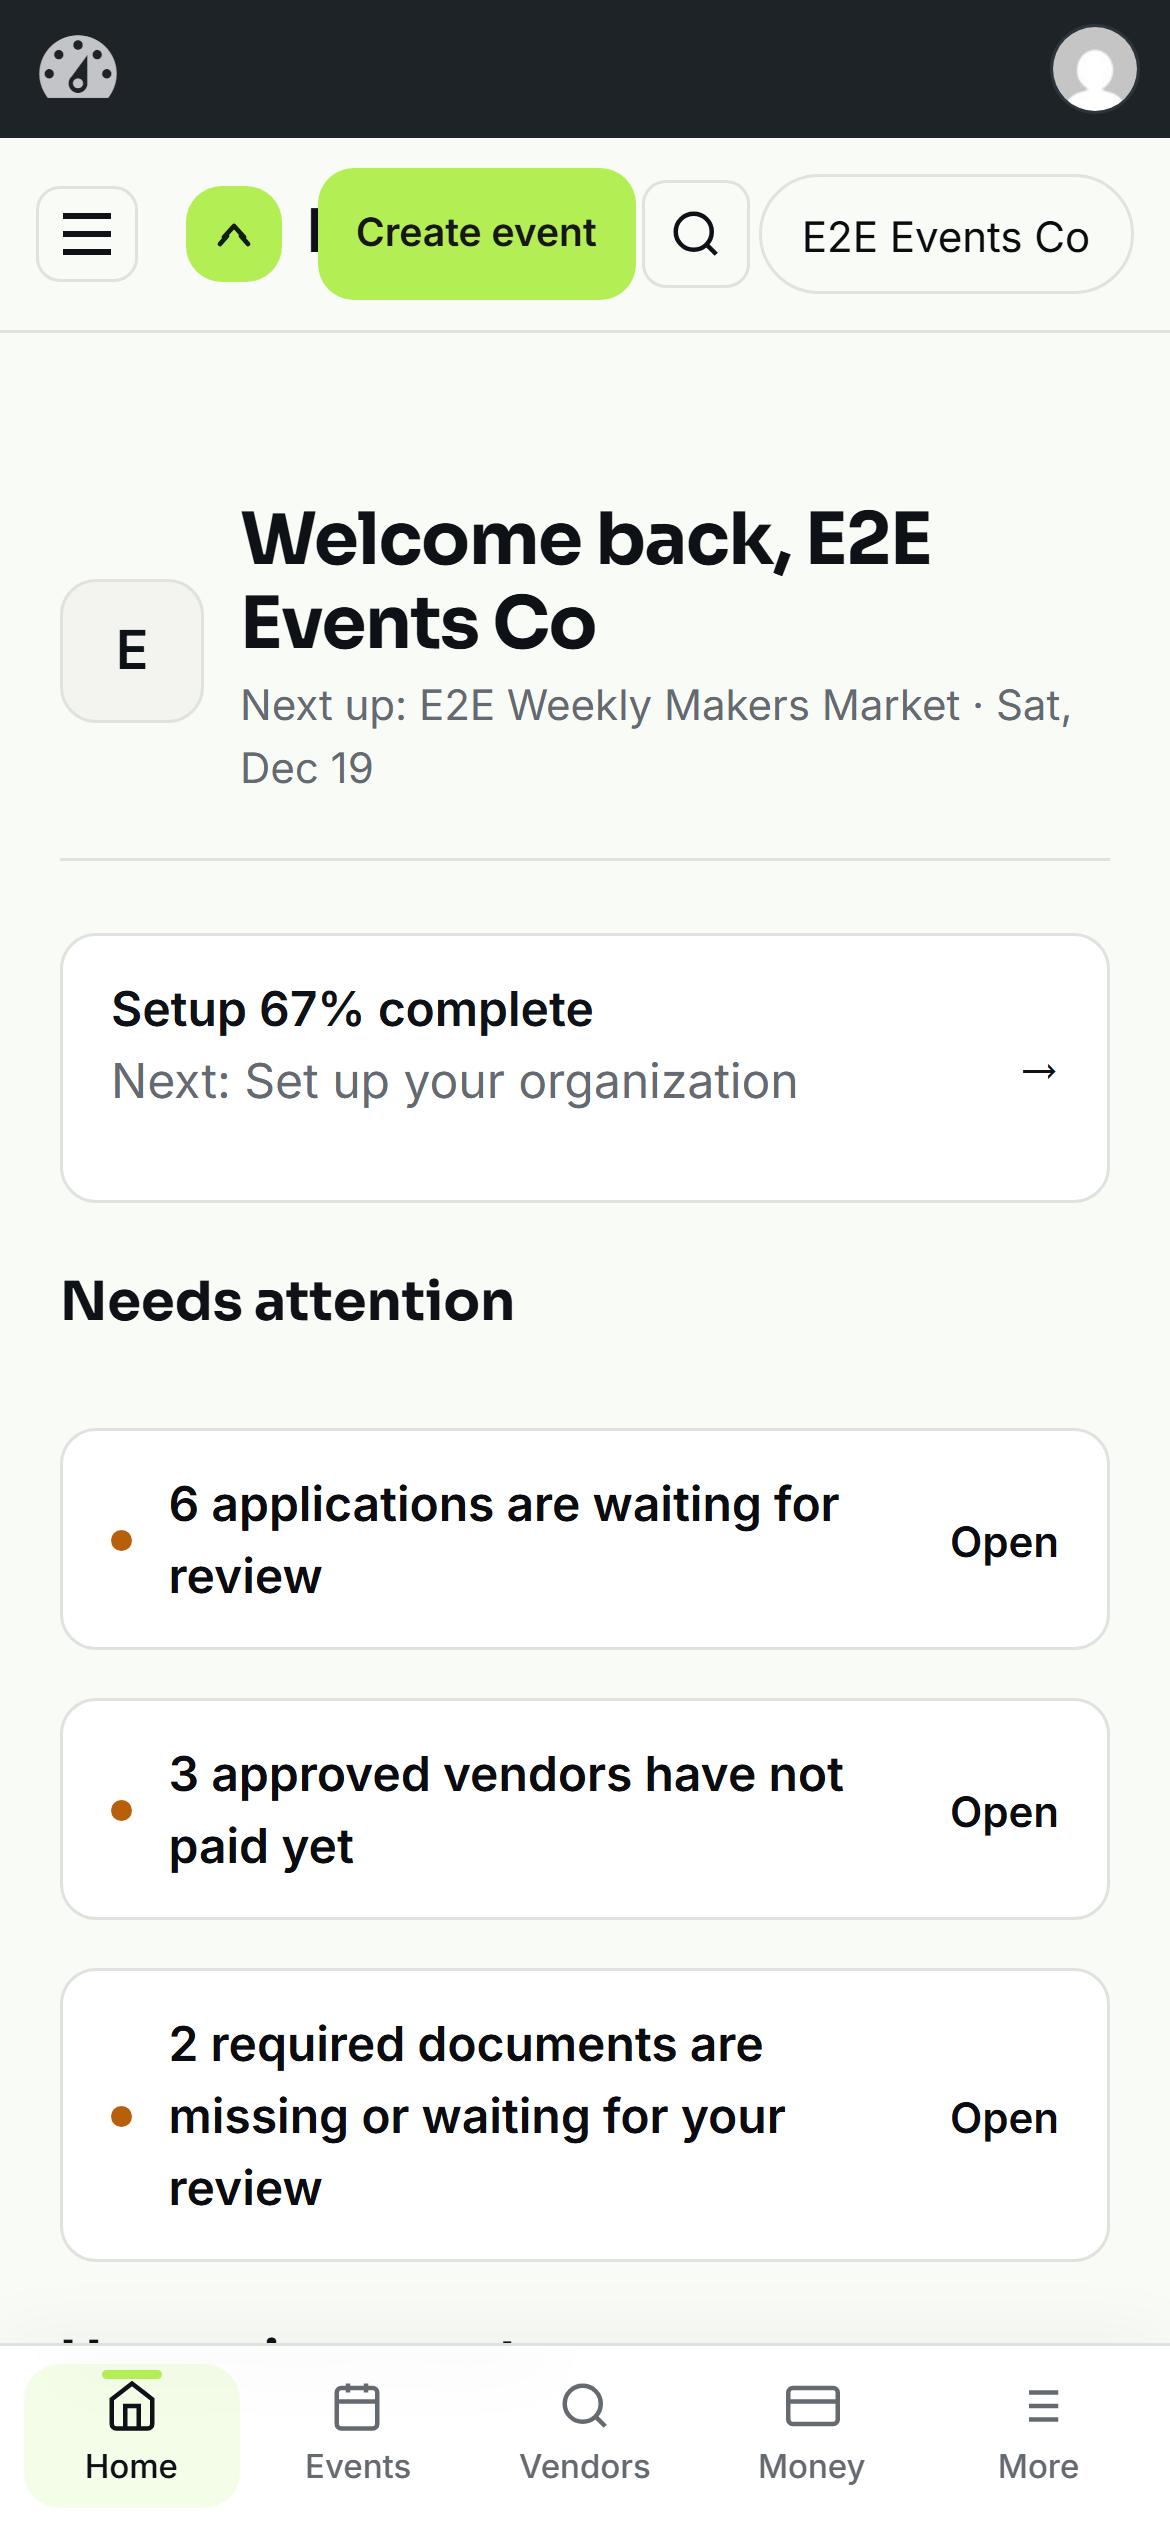 Create event
E2E Events Co
Welcome back, E2E
Events Co
E
Next up: E2E Weekly Makers Market · Sat,
Dec 19
Setup 67% complete
Next: Set up your organization
→
Needs attention
6 applications are waiting for
review
Open
3 approved vendors have not
paid yet
Open
2 required documents are
missing or waiting for your
review
Open
Home
Events
Vendors
Money
More